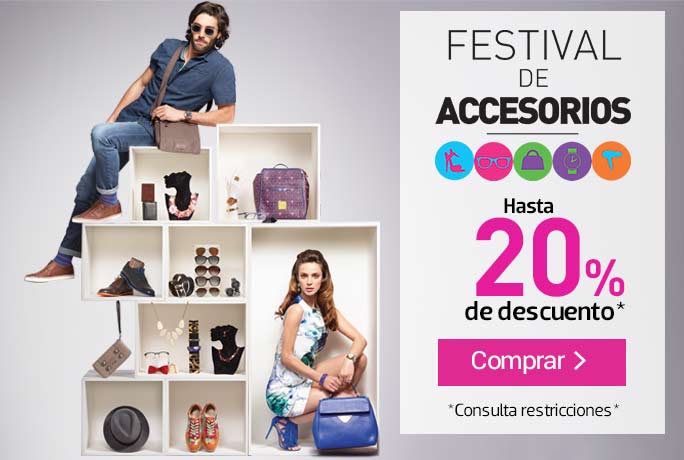 FESTIVAL
DE
ACCESORIOS
Hasta
20%
de descuento*
Comprar >
*Consulta restricciones*